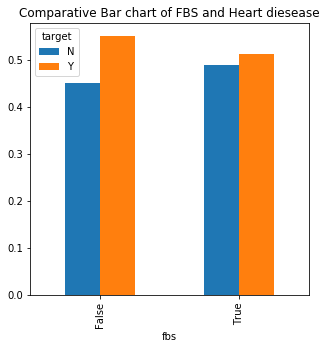 Comparative Bar chart of FBS and Heart diesease
target
N
Y
0.5
0.4
0.3
0.2
0.1
0.0
False
True
fbs